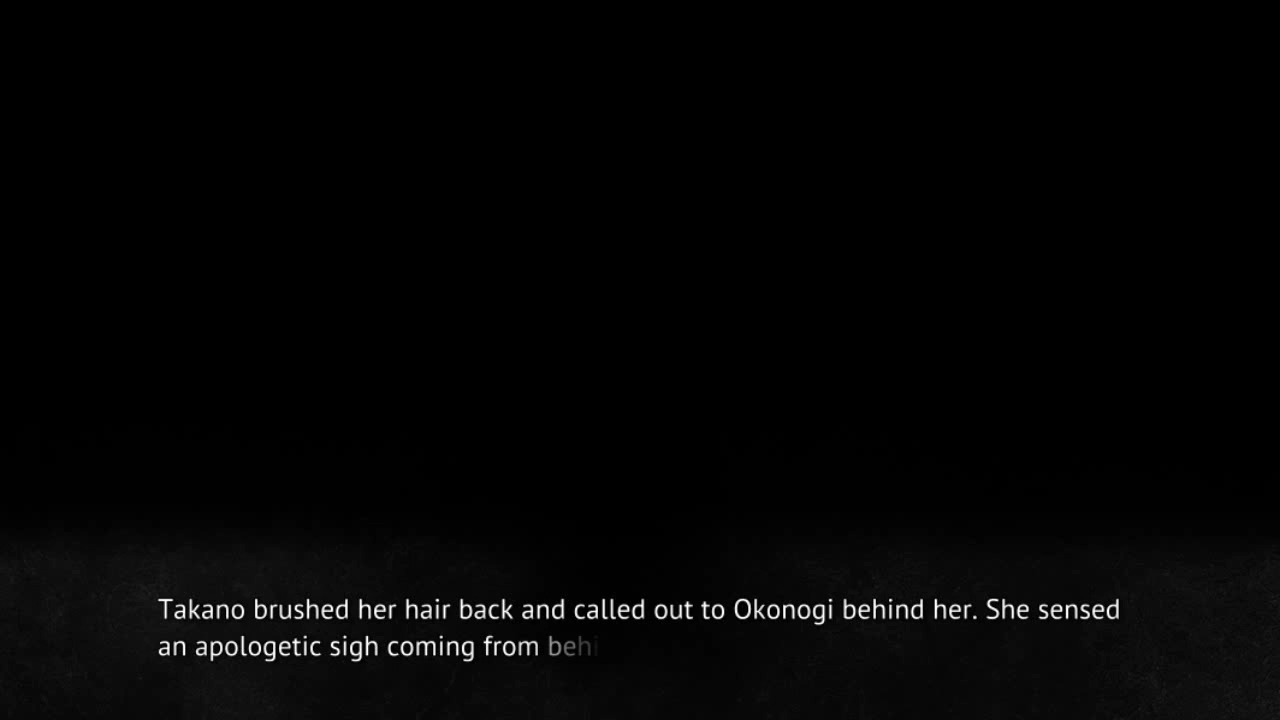 Takano brushed her hair back and called out to Okonogi behind her. She sensed
an apologetic sigh coming from behi